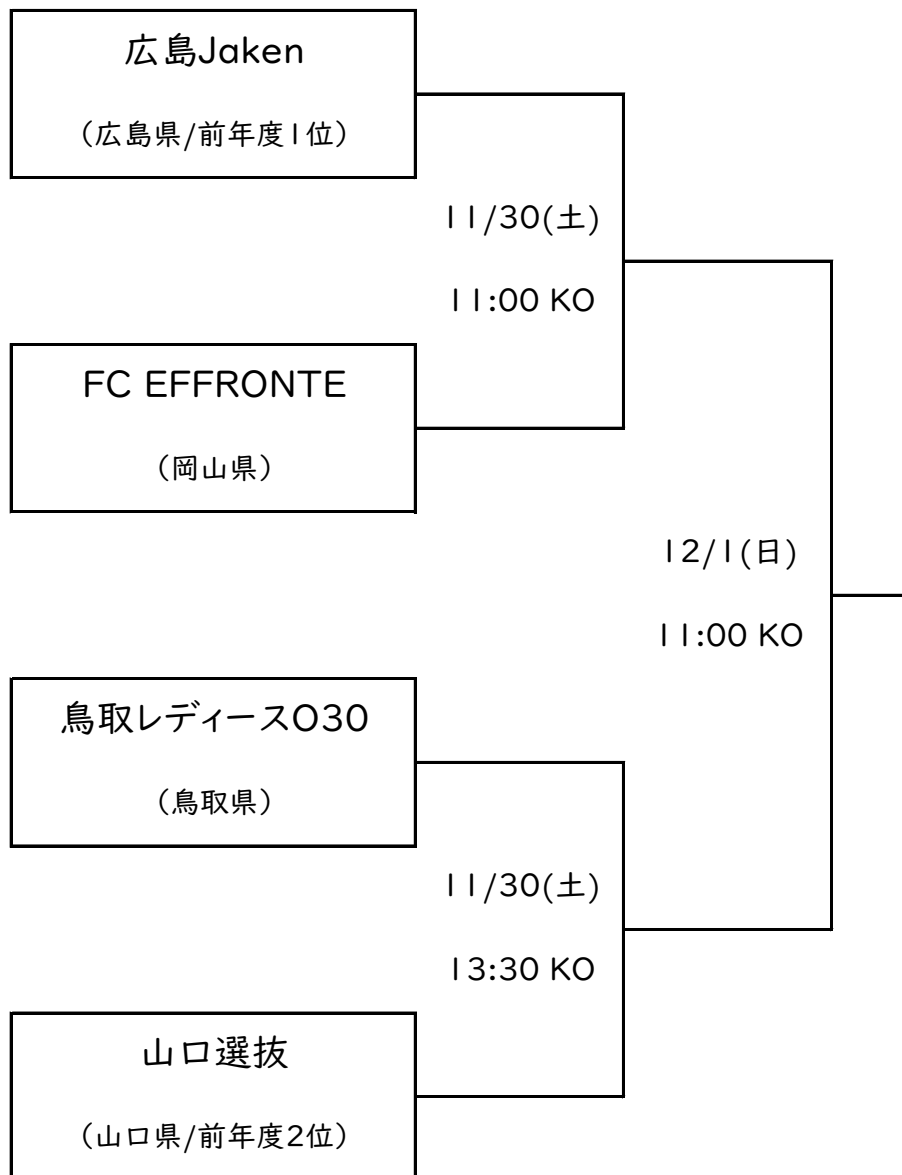 広島Jaken
（広島県/前年度1位）
11/30(土)
11:00 KO
FC EFFRONTE
（岡山県）
12/1(日)
11:00 KO
鳥取レディースO30
（鳥取県）
11/30(土)
13:30 KO
山口選抜
（山口県/前年度2位）